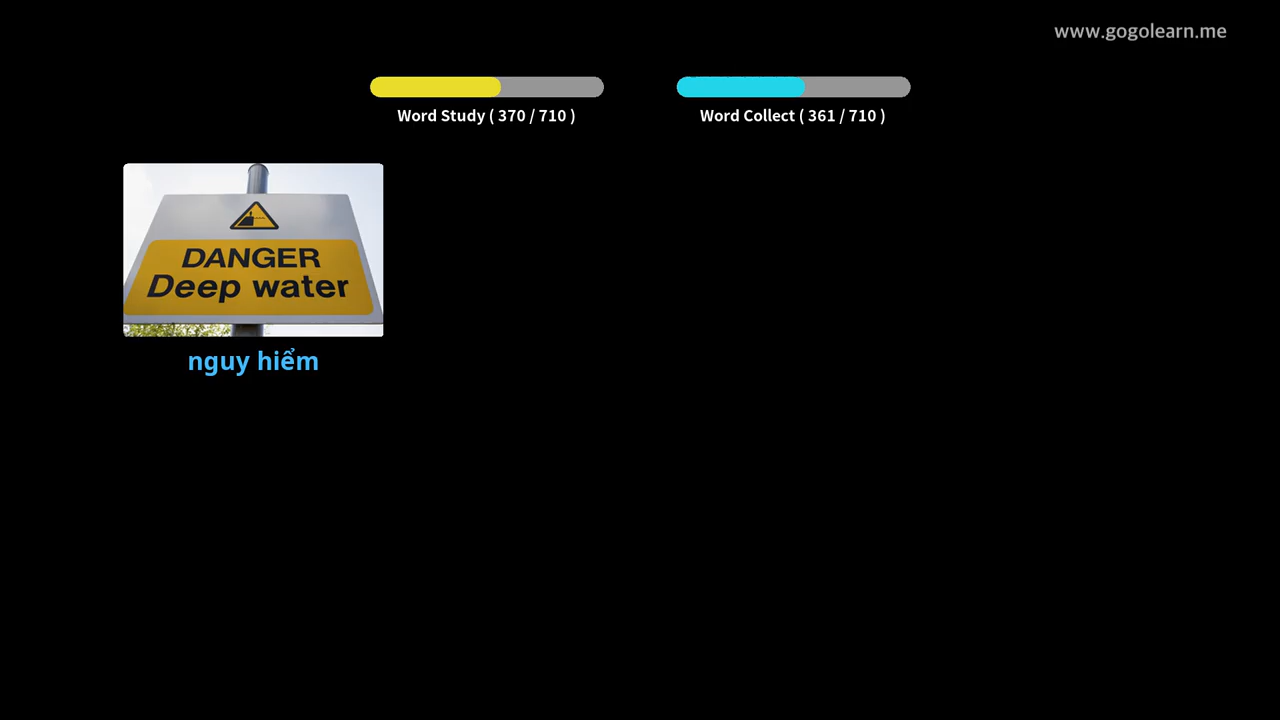 www.gogolearn.me
Word Study ( 370 / 710 )
Word Collect ( 361 / 710 )
DANGER
Deep water
nguy hiểm